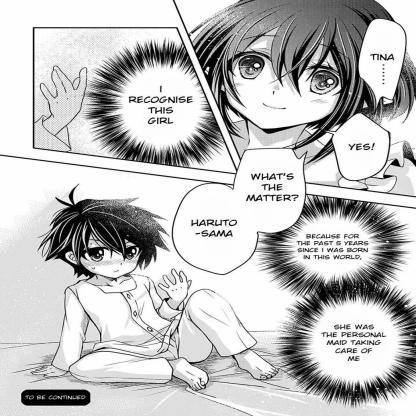 TINA
......
YES!
I
RECOGNISE
THIS
GIRL
WHAT'S
THE
MATTER?
HARUTO
-SAMA
BECAUSE FOR
THE PAST 5 YEARS
SINCE I WAS BORN
IN THIS WORLD,
SHE WAS
THE PERSONAL
MAID TAKING
CARE OF
ME
TO BE CONTINUED